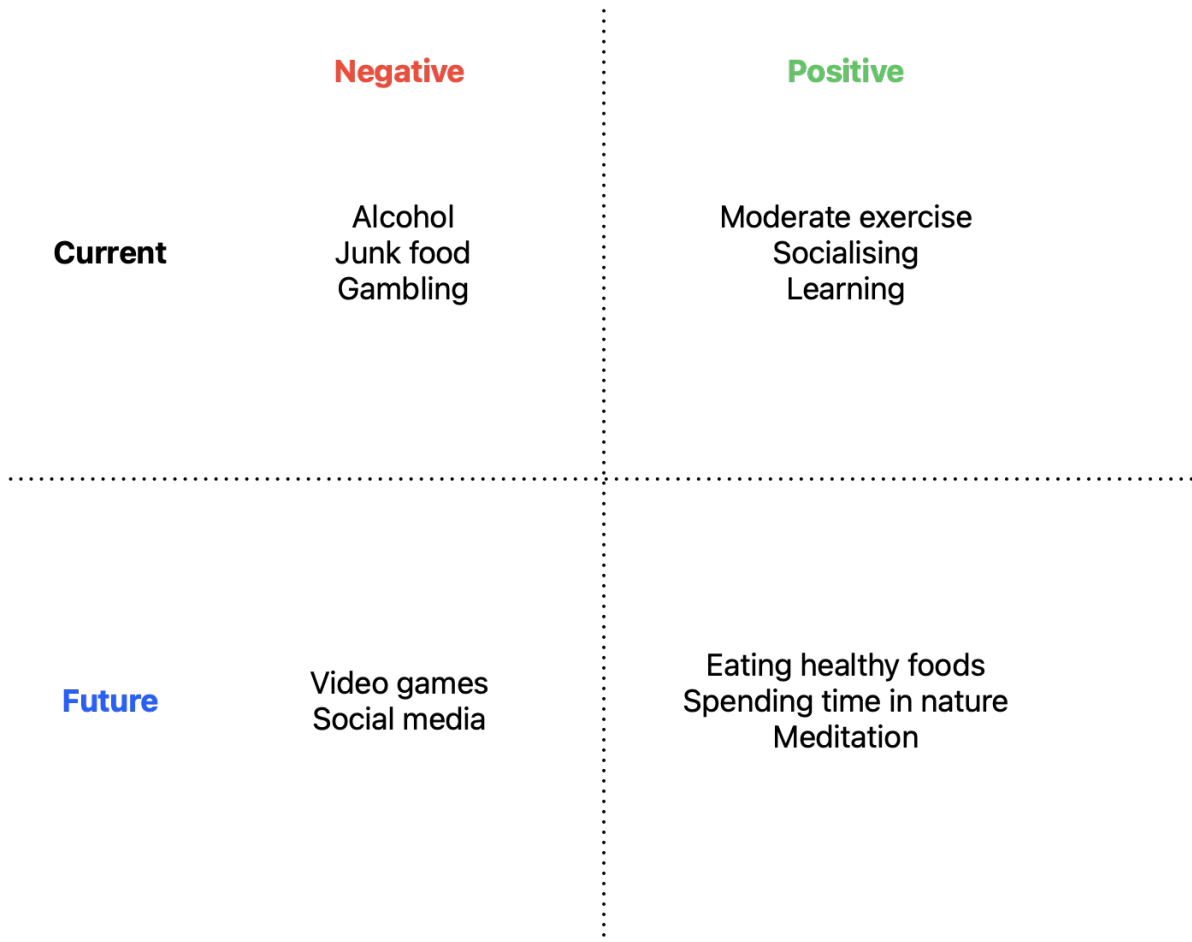 Negative
Positive
Current
Alcohol
Junk food
Gambling
Moderate exercise
Socialising
Learning
Future
Video games
Social media
Eating healthy foods
Spending time in nature
Meditation